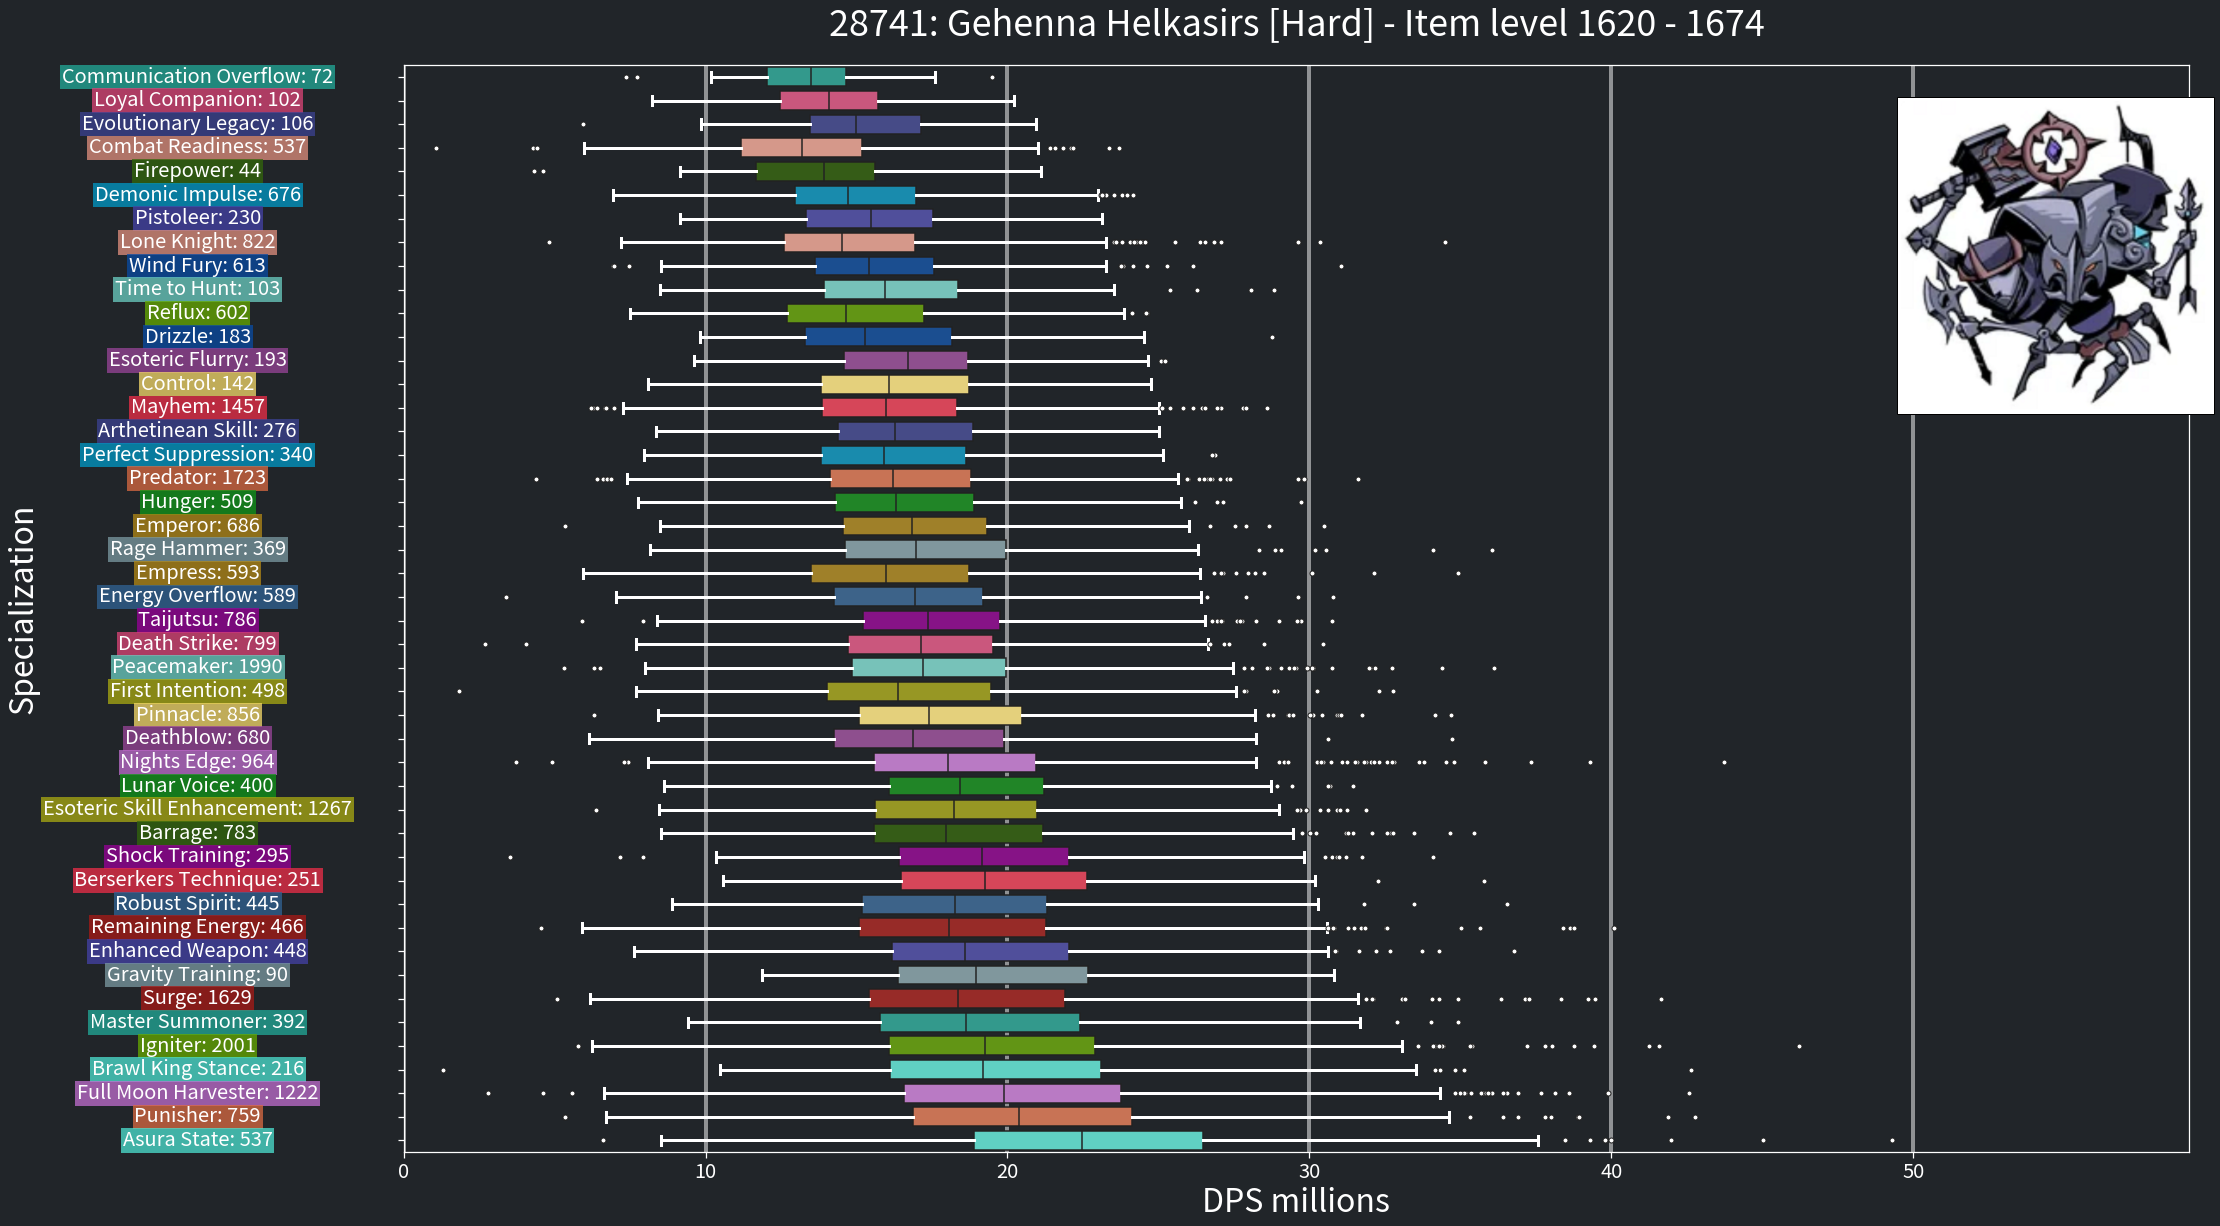 28741: Gehenna Helkasirs [Hard] - Item level 1620 - 1674
Communication Overflow: 72
Loyal Companion: 102
Evolutionary Legacy: 106
Combat Readiness: 537
Firepower: 44
Demonic Impulse: 676
Pistoleer: 230
Lone Knight: 822
Wind Fury: 613
Time to Hunt: 103
Reflux: 602
Drizzle: 183
Esoteric Flurry: 193
Control: 142
Mayhem: 1457
Arthetinean Skill: 276
Perfect Suppression: 340
Predator: 1723
Hunger: 509
Emperor: 686
Rage Hammer: 369
Empress: 593
Energy Overflow: 589
Taijutsu: 786
Death Strike: 799
Peacemaker: 1990
First Intention: 498
Pinnacle: 856
Deathblow: 680
Nights Edge: 964
Lunar Voice: 400
Esoteric Skill Enhancement: 1267
Barrage: 783
Shock Training: 295
Berserkers Technique: 251
Robust Spirit: 445
Remaining Energy: 466
Enhanced Weapon: 448
Gravity Training: 90
Surge: 1629
Master Summoner: 392
Igniter: 2001
Brawl King Stance: 216
Full Moon Harvester: 1222
Punisher: 759
Asura State: 537
Specialization
0 10 20 30 40 50
DPS millions